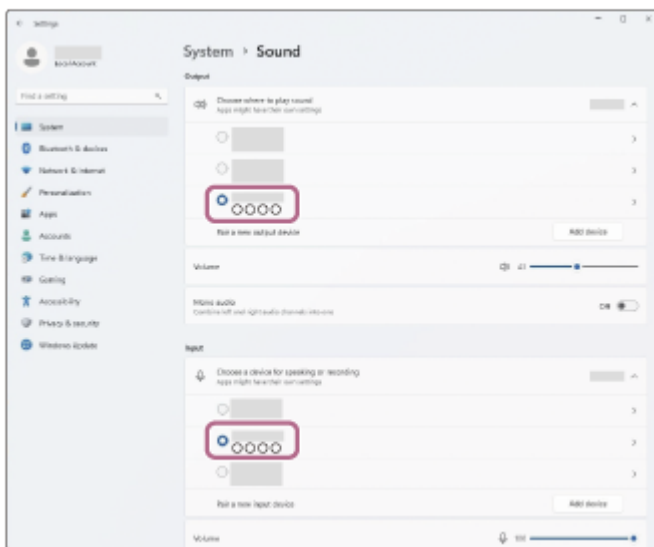 Settings
System › Sound
Local Account
Output
Find a setting
Choose where to play sound
Apps might have their own settings
System
Bluetooth & devices
Network & internet
Personalization
Apps
Pair a new output device
Add device
Accounts
Time & language
Volume
Gaming
Accessibility
Mono audio
Off
Combine left and right audio channels into one
Privacy & security
Windows Update
Input
Choose a device for speaking or recording
Apps might have their own settings
Pair a new input device
Add device
Volume
100